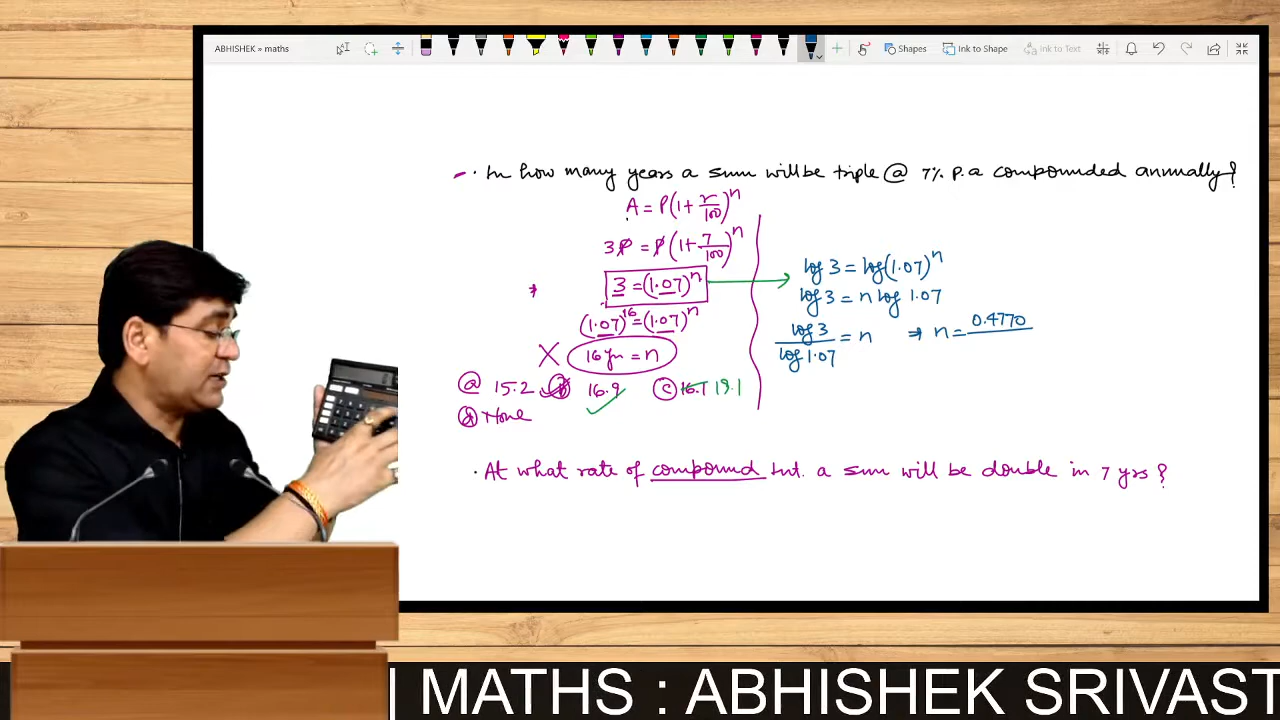 ABHISHEK » maths
Shapes
Ink to Shape
Ink to Text
· In how many years a sum will be triple @ 7% p.a compounded annually?
A = P(1+r/100)^n
3P = P(1+7/100)^n
3 = (1.07)^n
(1.07)^16 = (1.07)^n
16 yrs = n
ⓐ 15.2 ⓑ 16.9 ⓒ 16.1 19.1
ⓓ None
log 3 = log(1.07)^n
log 3 = n log 1.07
log 3 / log 1.07 = n ⇒ n = 0.4770
· At what rate of compound Int. a sum will be double in 7 yrs?
| MATHS : ABHISHEK SRIVAST